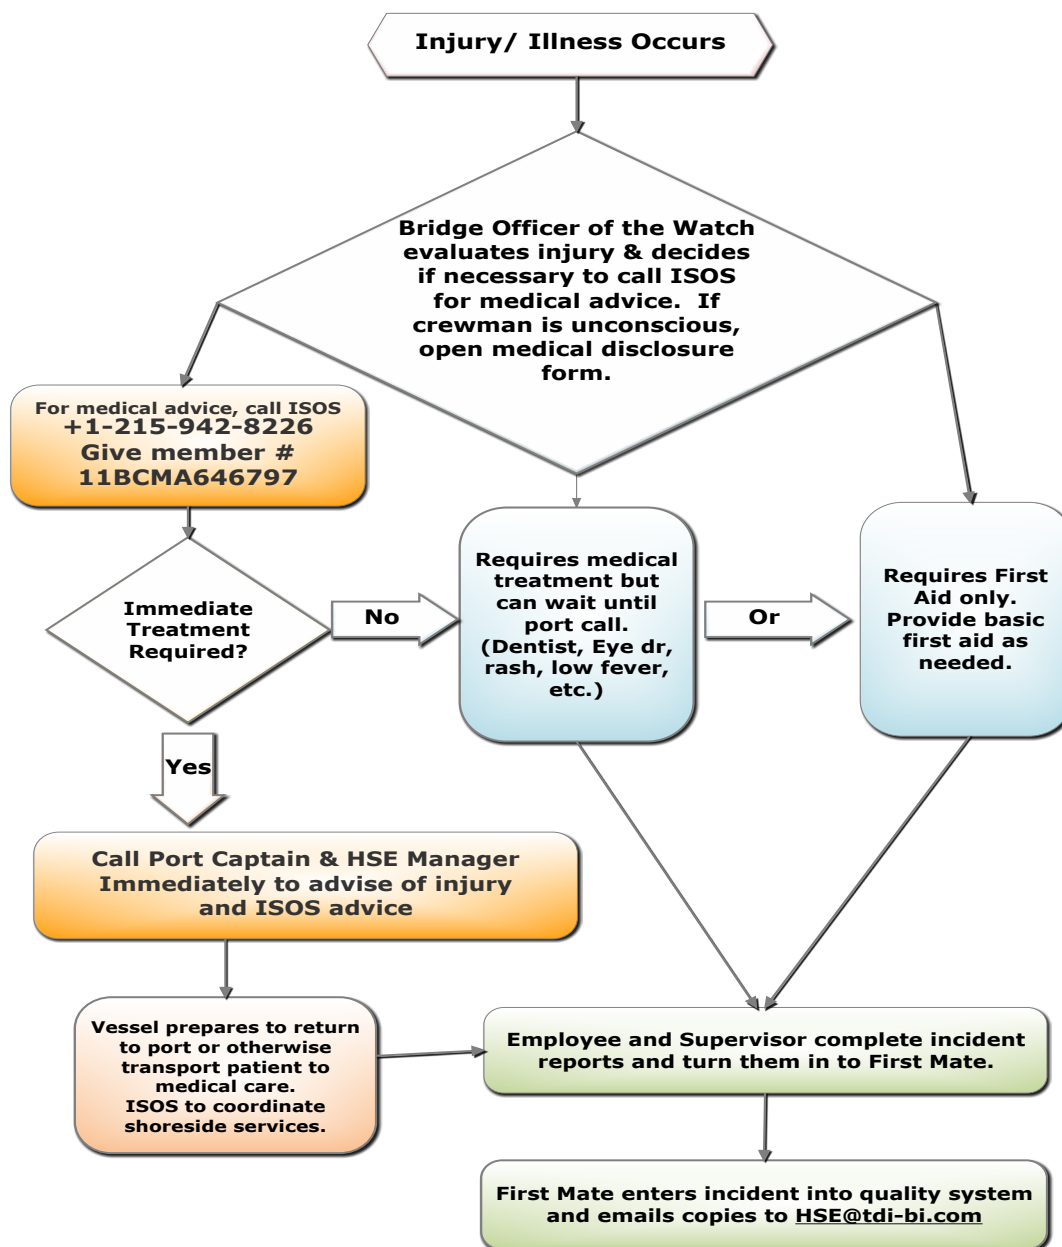 Injury/ Illness Occurs
Bridge Officer of the Watch
evaluates injury & decides
if necessary to call ISOS
for medical advice.  If
crewman is unconscious,
open medical disclosure
form.
For medical advice, call ISOS
+1-215-942-8226
Give member #
11BCMA646797
Immediate
Treatment
Required?
No
Requires medical
treatment but
can wait until
port call.
(Dentist, Eye dr,
rash, low fever,
etc.)
Or
Requires First
Aid only.
Provide basic
first aid as
needed.
Yes
Call Port Captain & HSE Manager
Immediately to advise of injury
and ISOS advice
Vessel prepares to return
to port or otherwise
transport patient to
medical care.
ISOS to coordinate
shoreside services.
Employee and Supervisor complete incident
reports and turn them in to First Mate.
First Mate enters incident into quality system
and emails copies to HSE@tdi-bi.com